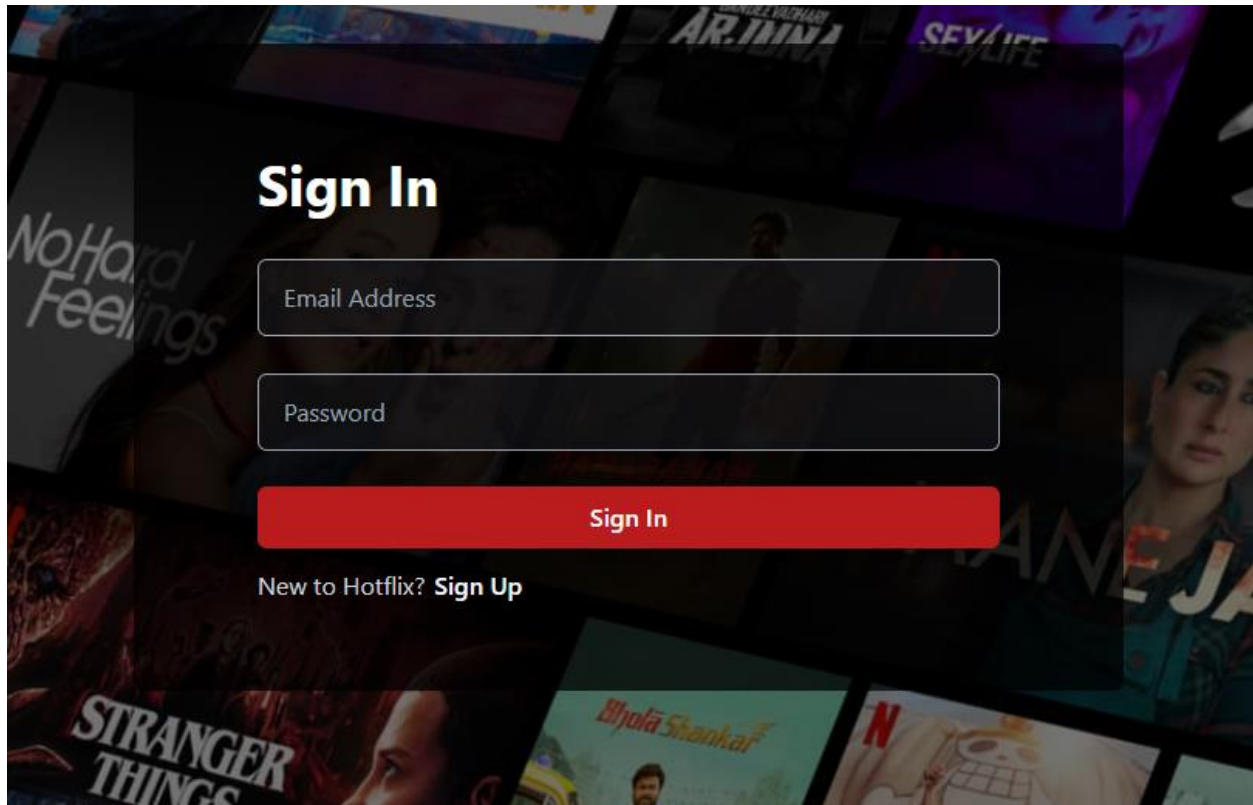 GANDEEVADHARI
ARJUNA
SEX/LIFE
Sign In
No Hard
Feelings
Email Address
Password
Sign In
New to Hotflix? Sign Up
STRANGER
THINGS
Bhola Shankar
N